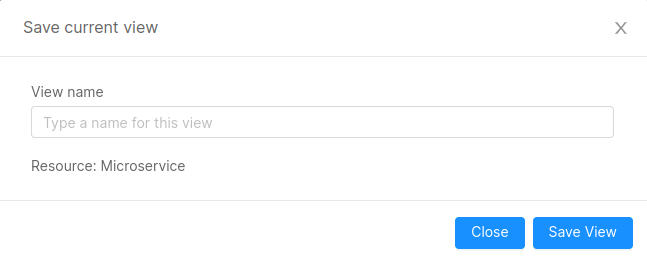 Save current view
X
View name
Type a name for this view
Resource: Microservice
Close
Save View